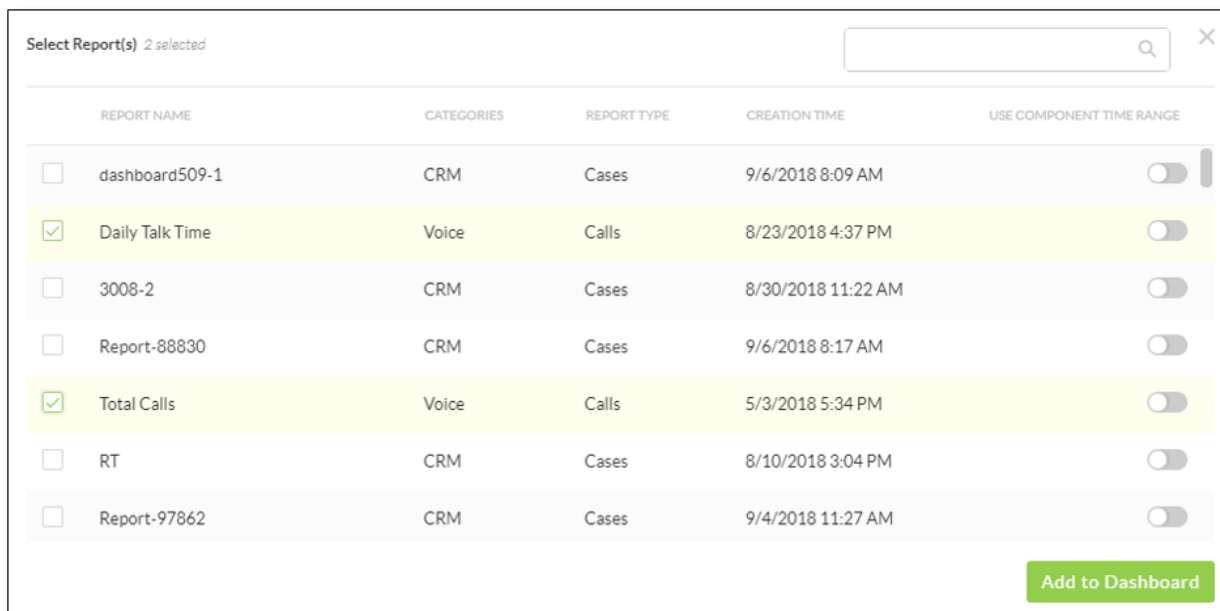 Select Report(s) 2 selected
REPORT NAME CATEGORIES REPORT TYPE CREATION TIME USE COMPONENT TIME RANGE
dashboard509-1 CRM Cases 9/6/2018 8:09 AM
Daily Talk Time Voice Calls 8/23/2018 4:37 PM
3008-2 CRM Cases 8/30/2018 11:22 AM
Report-88830 CRM Cases 9/6/2018 8:17 AM
Total Calls Voice Calls 5/3/2018 5:34 PM
RT CRM Cases 8/10/2018 3:04 PM
Report-97862 CRM Cases 9/4/2018 11:27 AM
Add to Dashboard